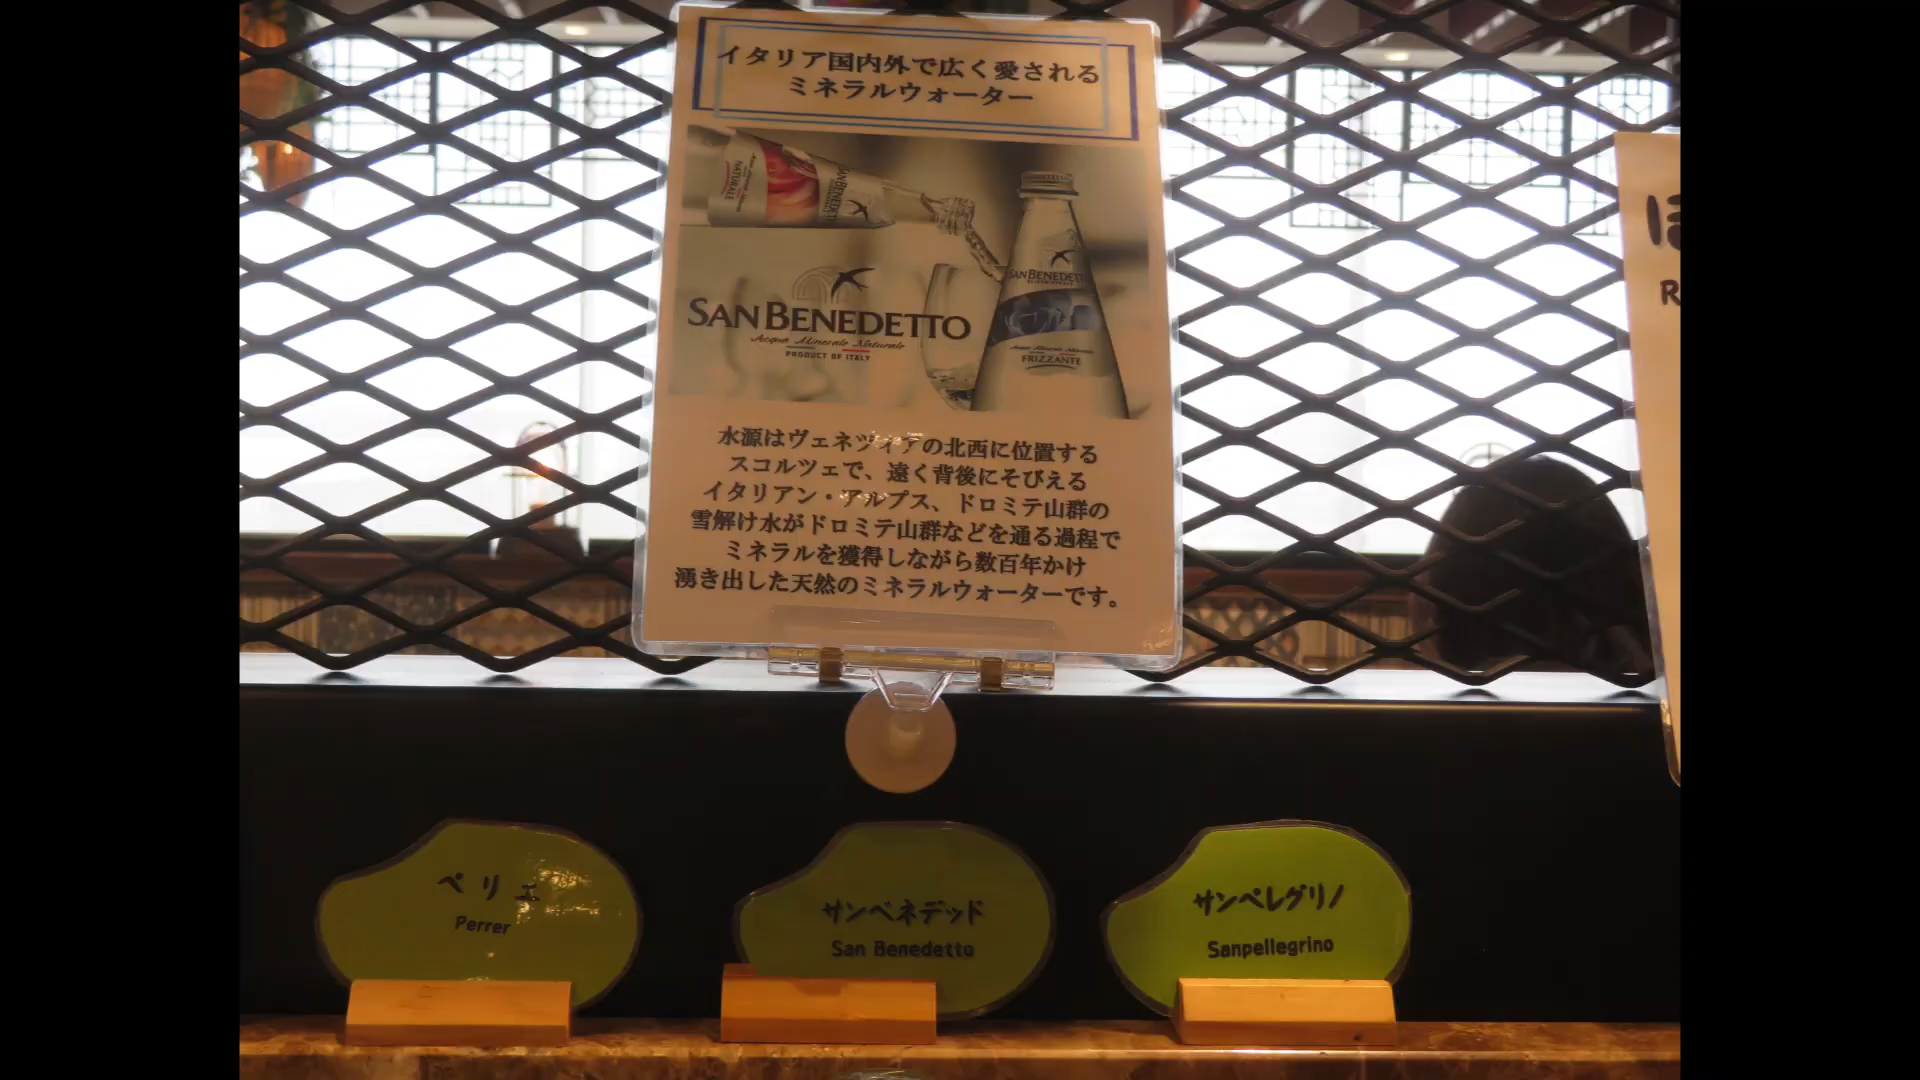 イタリア国内外で広く愛される
ミネラルウォーター
NATURALE
SAN BENEDETTO
SAN BENEDETTO
SAN BENEDETTO
Acqua Minerale Naturale
PRODUCT OF ITALY
Acqua Minerale Naturale
FRIZZANTE
水源はヴェネツィアの北西に位置する
スコルツェで、遠く背後にそびえる
イタリアン・アルプス、ドロミテ山群の
雪解け水がドロミテ山群などを通る過程で
ミネラルを獲得しながら数百年かけ
湧き出した天然のミネラルウォーターです。
ペリエ
Perrer
サンベネデッド
San Benedetto
サンペレグリノ
Sanpellegrino